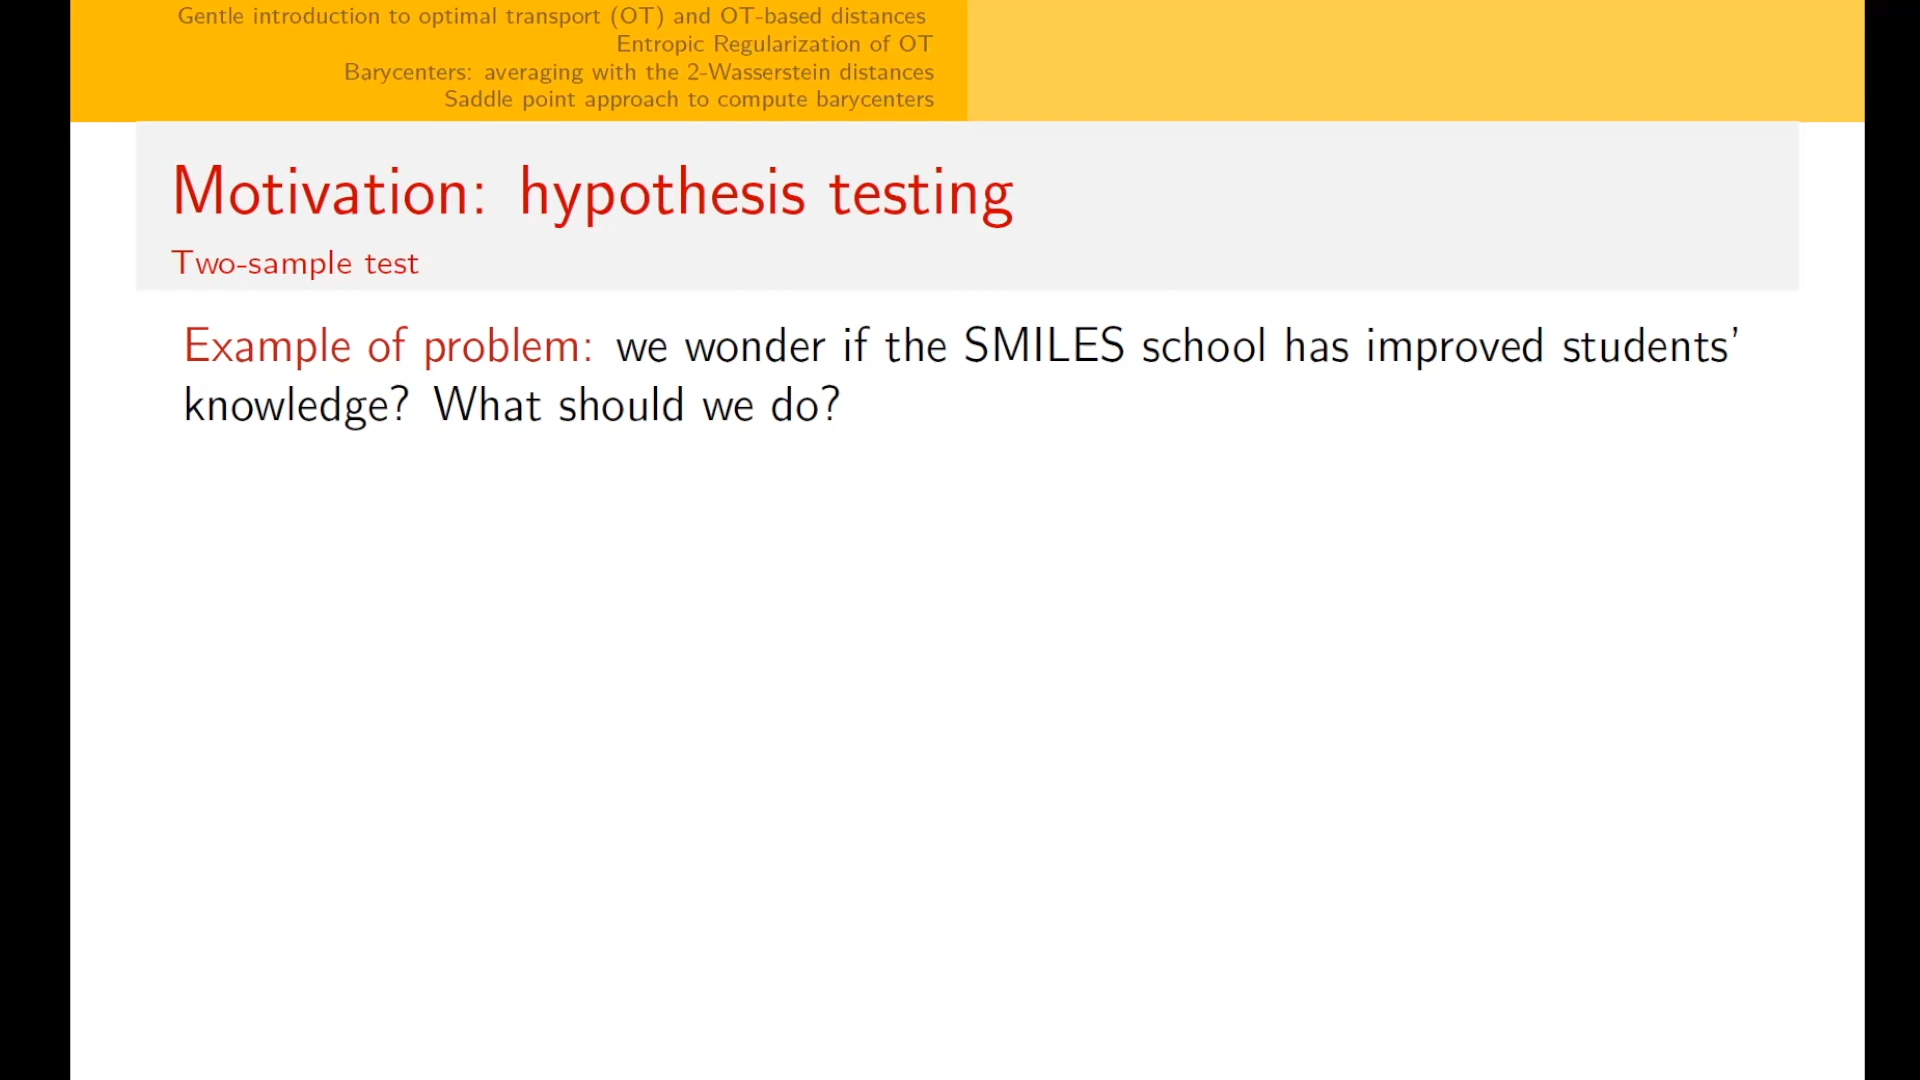 Gentle introduction to optimal transport (OT) and OT-based distances
Entropic Regularization of OT
Barycenters: averaging with the 2-Wasserstein distances
Saddle point approach to compute barycenters
Motivation: hypothesis testing
Two-sample test
Example of problem: we wonder if the SMILES school has improved students’
knowledge? What should we do?